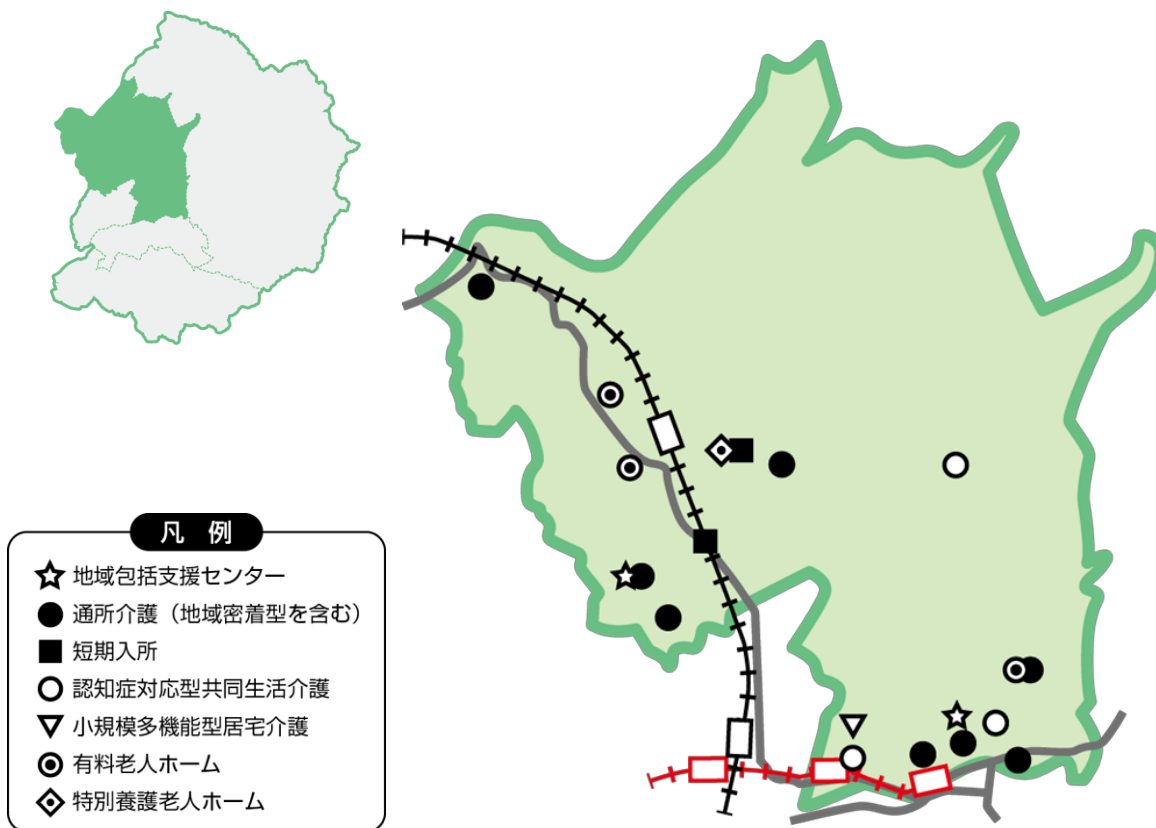 凡 例
地域包括支援センター
通所介護（地域密着型を含む）
短期入所
認知症対応型共同生活介護
小規模多機能型居宅介護
有料老人ホーム
特別養護老人ホーム